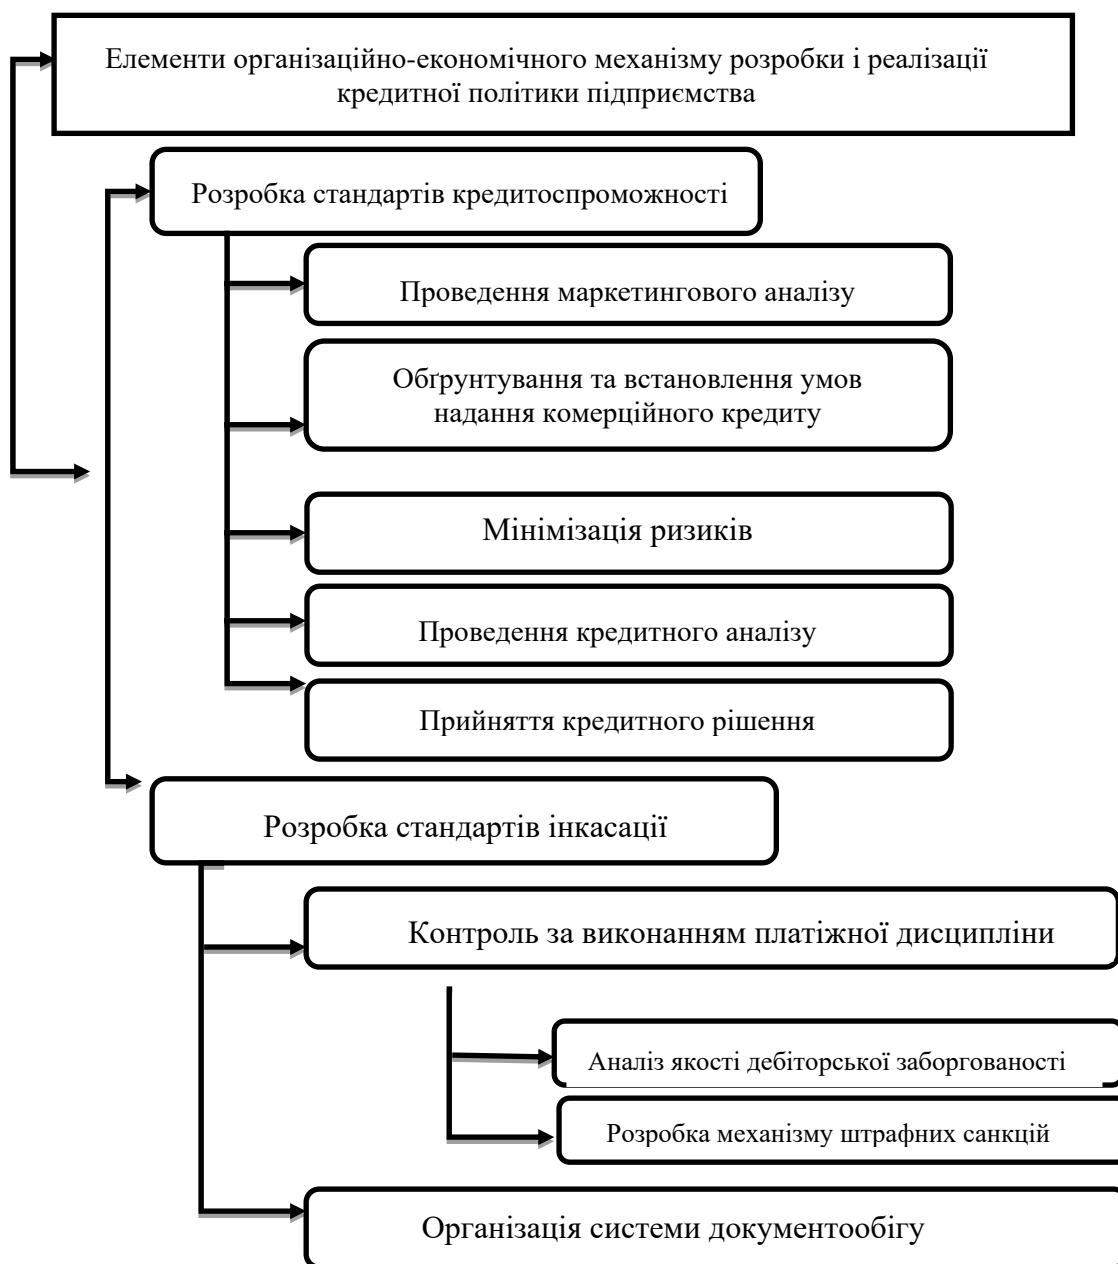 Елементи організаційно-економічного механізму розробки і реалізації
кредитної політики підприємства
Розробка стандартів кредитоспроможності
Проведення маркетингового аналізу
Обґрунтування та встановлення умов
надання комерційного кредиту
Мінімізація ризиків
Проведення кредитного аналізу
Прийняття кредитного рішення
Розробка стандартів інкасації
Контроль за виконанням платіжної дисципліни
Аналіз якості дебіторської заборгованості
Розробка механізму штрафних санкцій
Організація системи документообігу